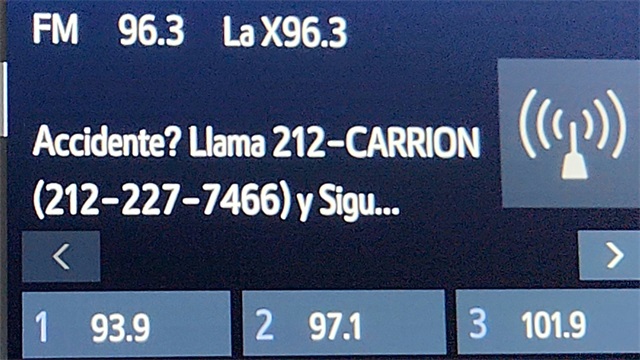 FM 96.3 La X96.3
Accidente? Llama 212-CARRION
(212-227-7466) y Sigu...
1 93.9 2 97.1 3 101.9